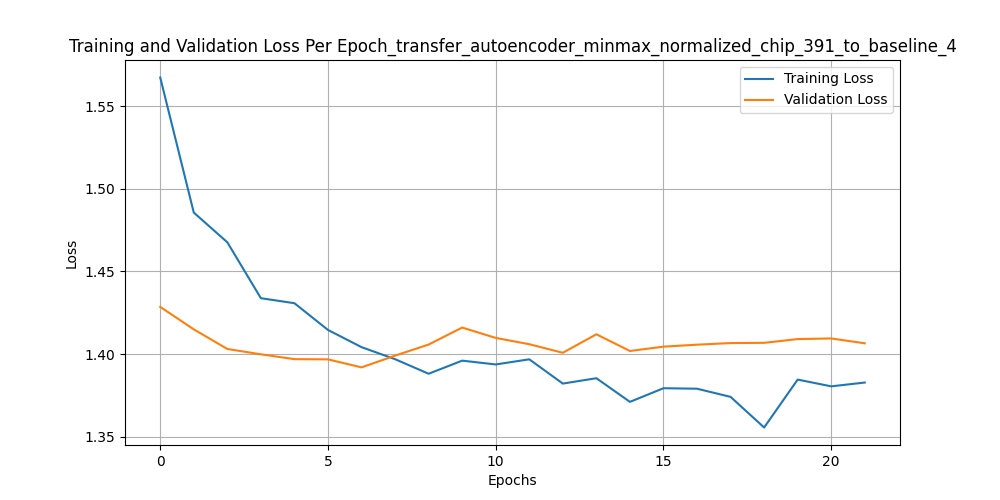 Training and Validation Loss Per Epoch_transfer_autoencoder_minmax_normalized_chip_391_to_baseline_4
Training Loss
Validation Loss
1.55
1.50
1.45
1.40
1.35
Loss
0 5 10 15 20
Epochs